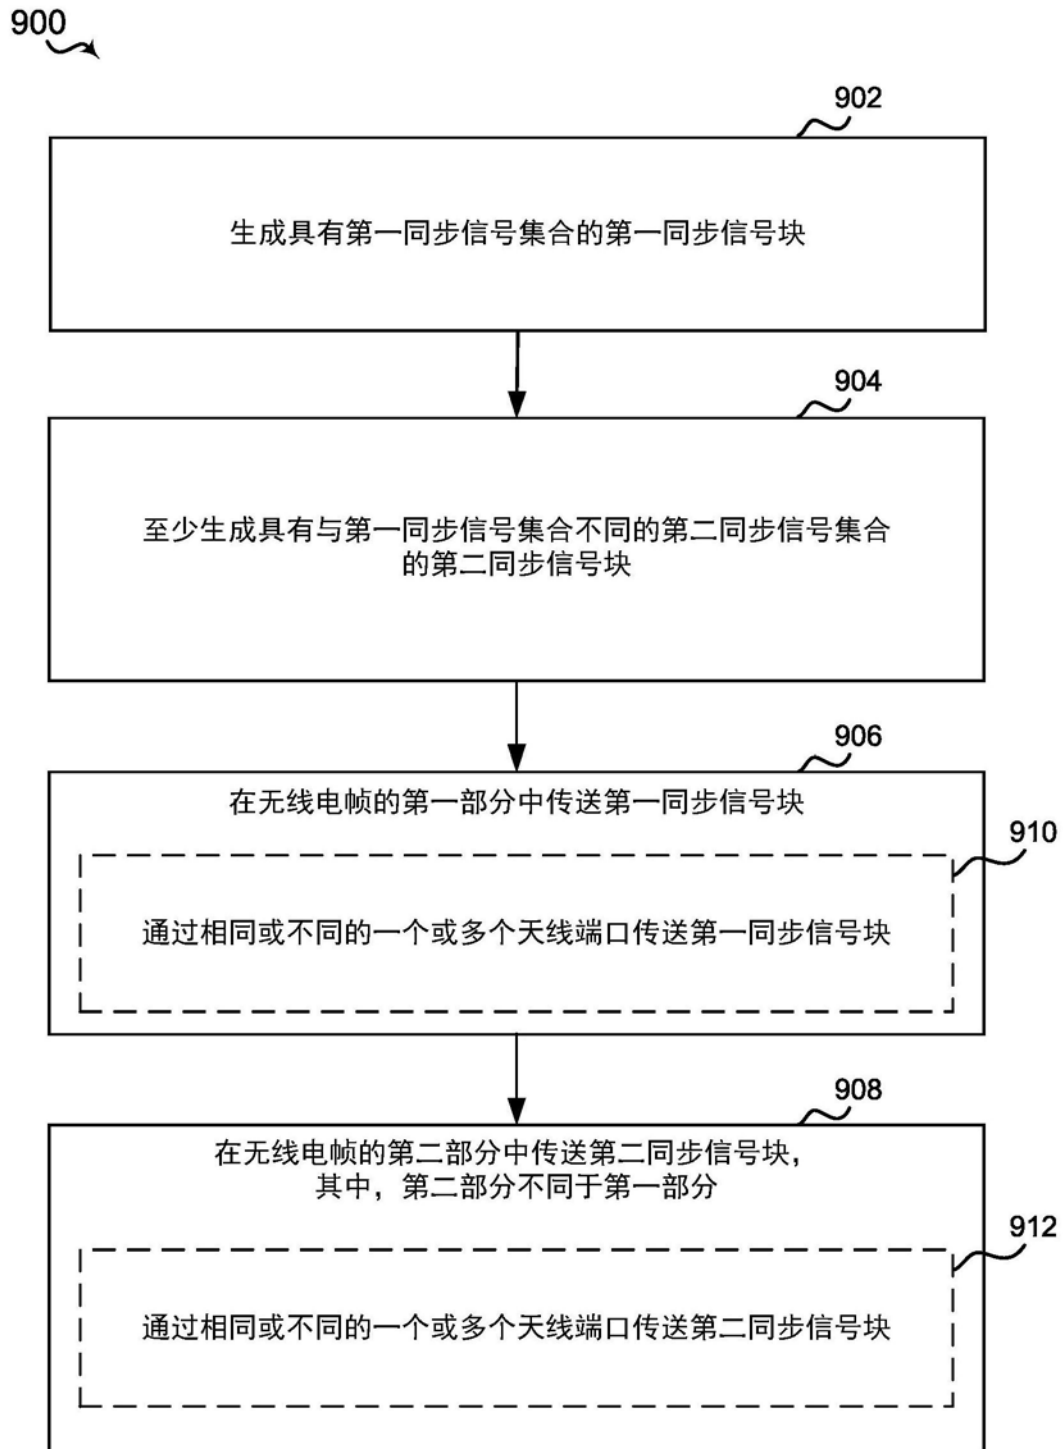 900
902
生成具有第一同步信号集合的第一同步信号块
904
至少生成具有与第一同步信号集合不同的第二同步信号集合
的第二同步信号块
906
在无线电帧的第一部分中传送第一同步信号块
910
通过相同或不同的一个或多个天线端口传送第一同步信号块
908
在无线电帧的第二部分中传送第二同步信号块，
其中，第二部分不同于第一部分
912
通过相同或不同的一个或多个天线端口传送第二同步信号块